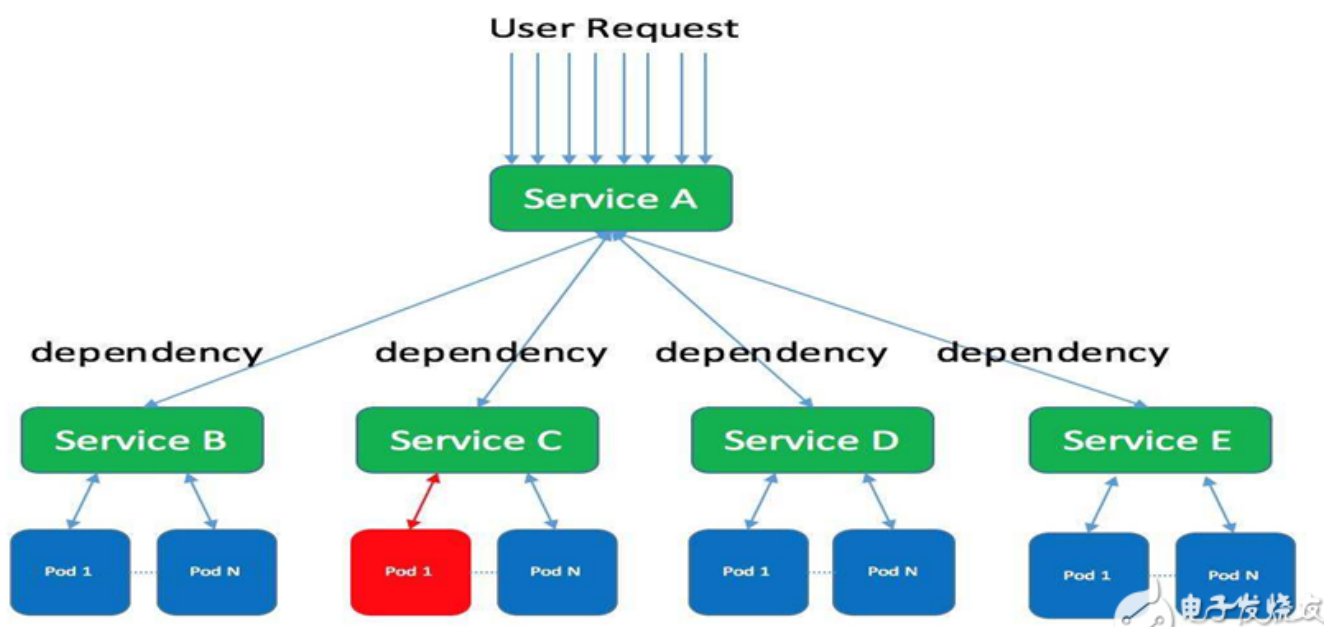 User Request
Service A
dependency dependency dependency dependency
Service B Service C Service D Service E
Pod 1 Pod N Pod 1 Pod N Pod 1 Pod N Pod 1 Pod N
电子发烧友